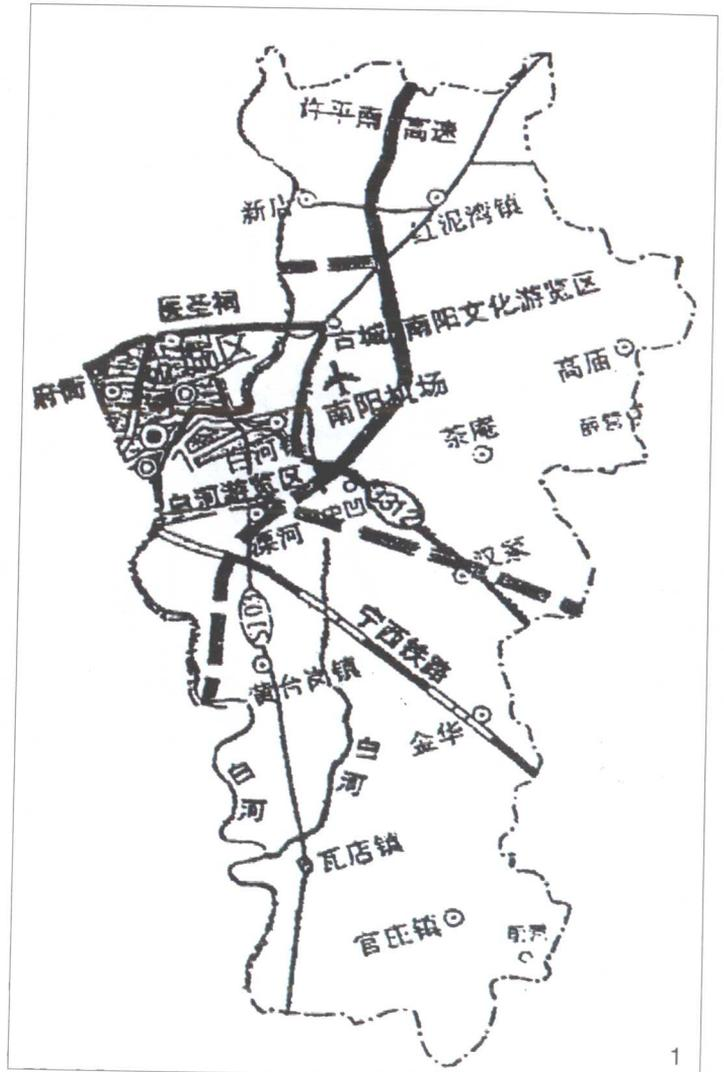 许平南高速
新店
红泥湾镇
医圣祠
古城南阳文化游览区
府衙
高庙
南阳机场
茶庵
白河镇
白河游览区
溧河
汉冢
宁西铁路
黄台岗镇
金华
白河
白河
瓦店镇
官庄镇
1